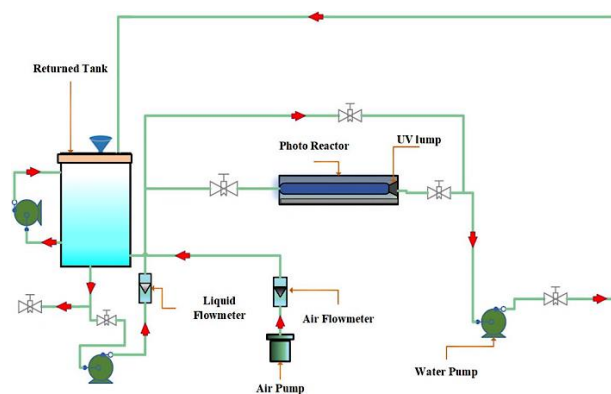 Returned Tank
UV lump
Photo Reactor
Liquid
Flowmeter
Air Flowmeter
Air Pump
Water Pump